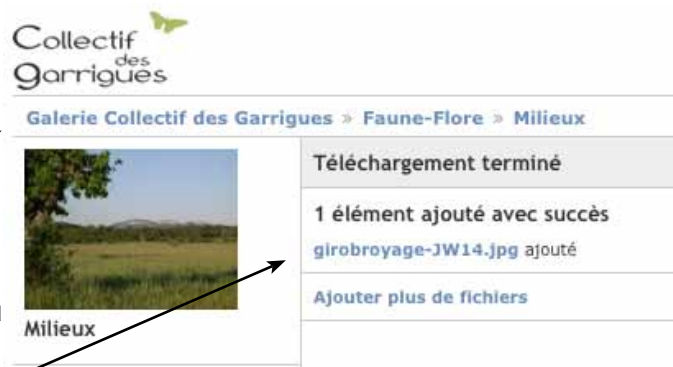 Collectif
des
garrigues
Galerie Collectif des Garrigues » Faune-Flore » Milieux
Téléchargement terminé
1 élément ajouté avec succès
girobroyage-JW14.jpg ajouté
Ajouter plus de fichiers
Milieux